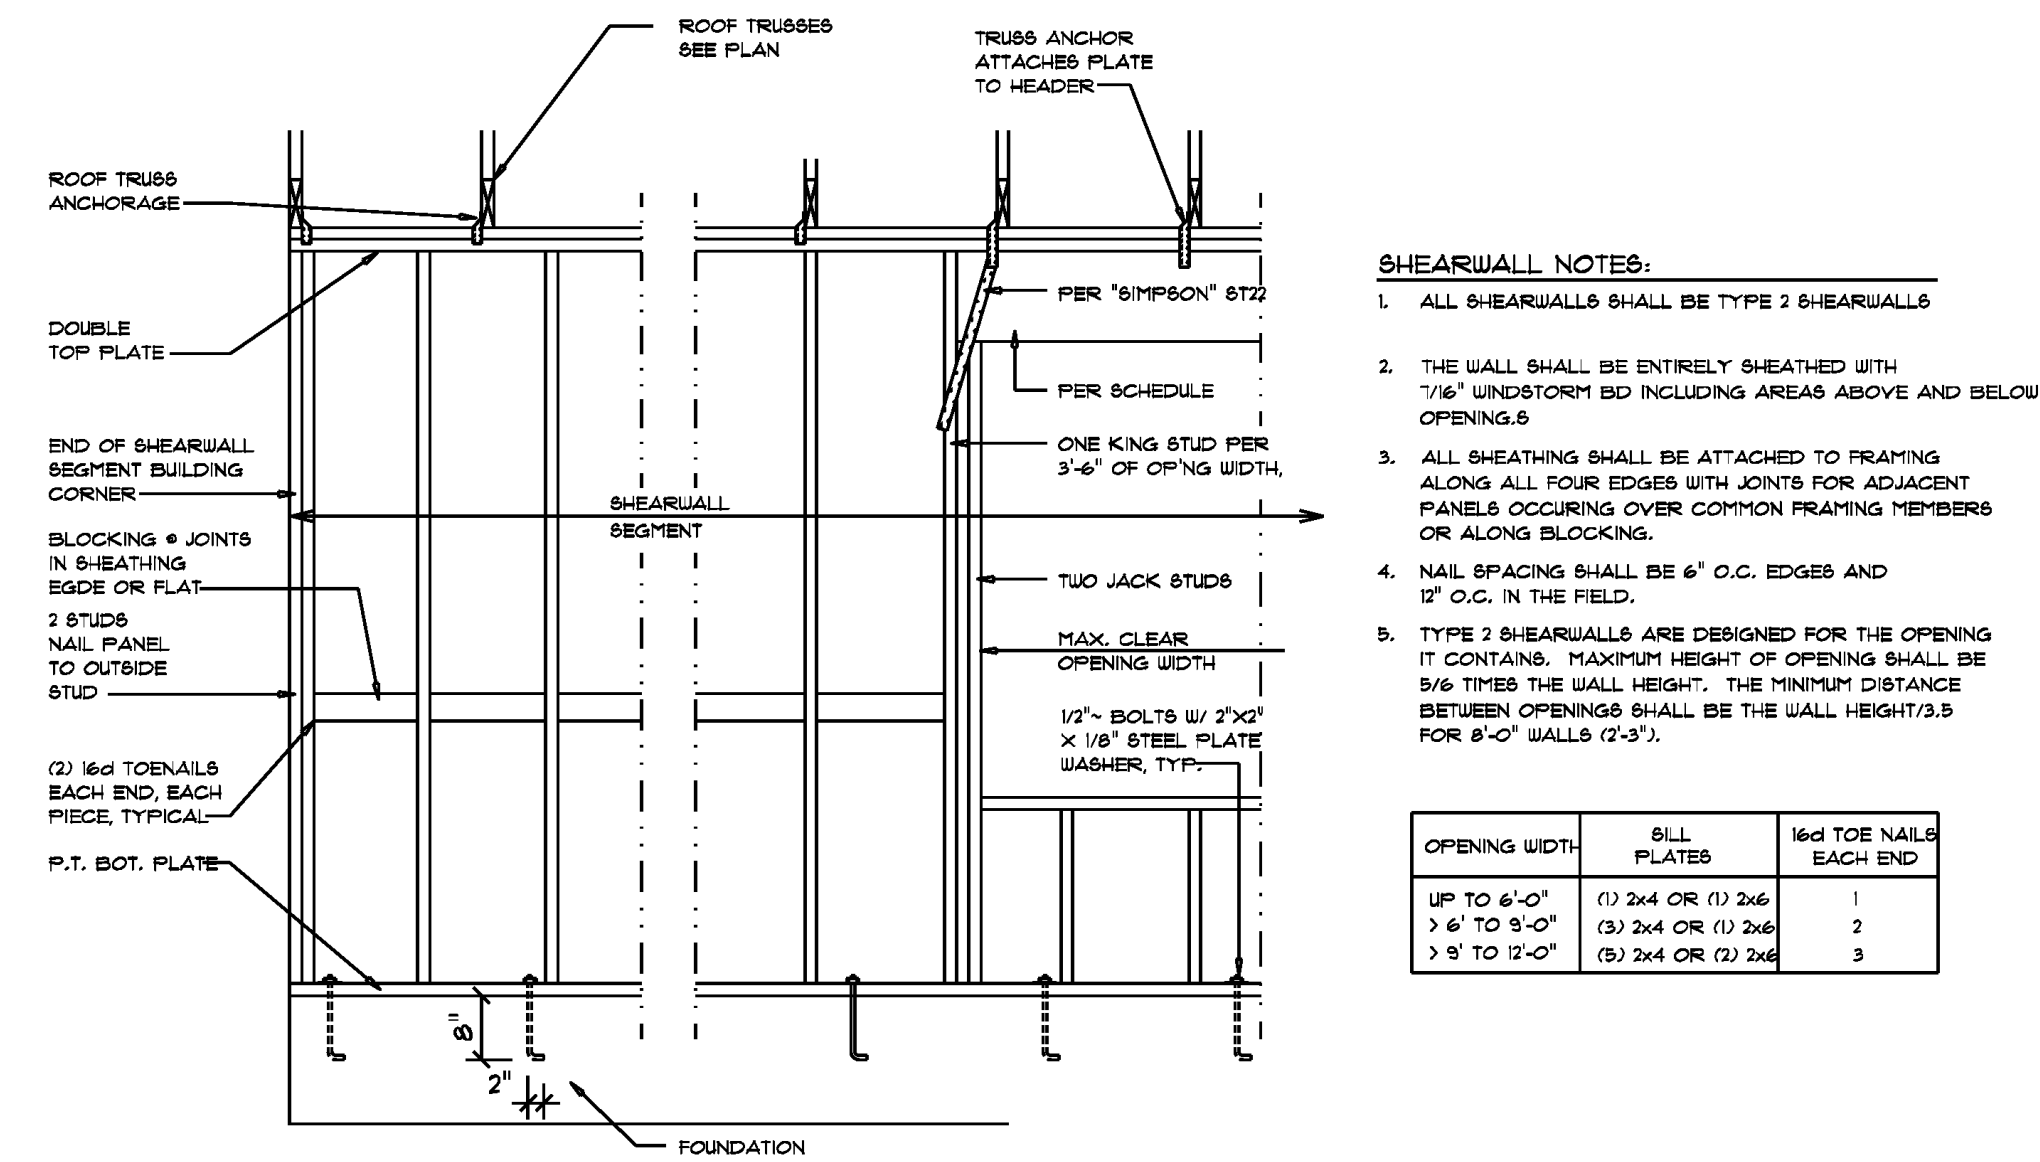 ROOF TRUSSES
SEE PLAN
TRUSS ANCHOR
ATTACHES PLATE
TO HEADER
ROOF TRUSS
ANCHORAGE
DOUBLE
TOP PLATE
END OF SHEARWALL
SEGMENT BUILDING
CORNER
BLOCKING @ JOINTS
IN SHEATHING
EGDE OR FLAT
2 STUDS
NAIL PANEL
TO OUTSIDE
STUD
(2) 16d TOENAILS
EACH END, EACH
PIECE, TYPICAL
P.T. BOT. PLATE
SHEARWALL
SEGMENT
PER "SIMPSON" ST22
PER SCHEDULE
ONE KING STUD PER
3'-6" OF OP'NG WIDTH,
TWO JACK STUDS
MAX. CLEAR
OPENING WIDTH
1/2"~ BOLTS W/ 2"X2"
X 1/8" STEEL PLATE
WASHER, TYP.
8"
2"
FOUNDATION
SHEARWALL NOTES:
1. ALL SHEARWALLS SHALL BE TYPE 2 SHEARWALLS
2. THE WALL SHALL BE ENTIRELY SHEATHED WITH
7/16" WINDSTORM BD INCLUDING AREAS ABOVE AND BELOW
OPENING.S
3. ALL SHEATHING SHALL BE ATTACHED TO FRAMING
ALONG ALL FOUR EDGES WITH JOINTS FOR ADJACENT
PANELS OCCURING OVER COMMON FRAMING MEMBERS
OR ALONG BLOCKING.
4. NAIL SPACING SHALL BE 6" O.C. EDGES AND
12" O.C. IN THE FIELD.
5. TYPE 2 SHEARWALLS ARE DESIGNED FOR THE OPENING
IT CONTAINS. MAXIMUM HEIGHT OF OPENING SHALL BE
5/6 TIMES THE WALL HEIGHT. THE MINIMUM DISTANCE
BETWEEN OPENINGS SHALL BE THE WALL HEIGHT/3.5
FOR 8'-0" WALLS (2'-3").
OPENING WIDTH
SILL
PLATES
16d TOE NAILS
EACH END
UP TO 6'-0" (1) 2x4 OR (1) 2x6 1
> 6' TO 9'-0" (3) 2x4 OR (1) 2x6 2
> 9' TO 12'-0" (5) 2x4 OR (2) 2x6 3